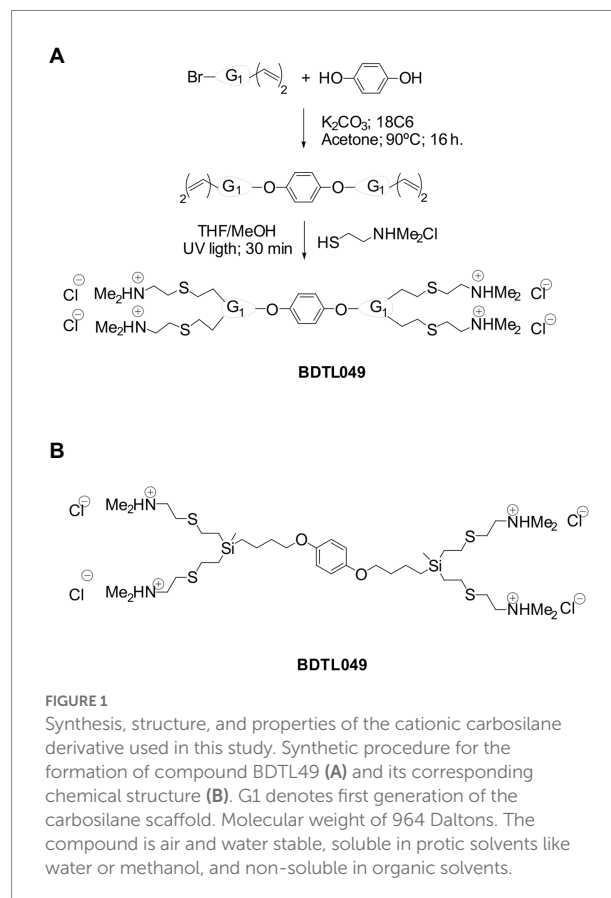 A
Br G₁ ( )₂ + HO OH
K₂CO₃; 18C6
Acetone; 90ºC; 16 h.
₂( ) G₁ O O G₁ ( )₂
THF/MeOH
UV ligth; 30 min
HS NHMe₂Cl
Cl⊖ Me₂HN⊕ S S NHMe₂⊕ Cl⊖
G₁ O O G₁
Cl⊖ Me₂HN⊕ S S NHMe₂⊕ Cl⊖
BDTL049
B
Cl⊖ Me₂HN⊕ S S NHMe₂⊕ Cl⊖
Si O
O Si
Cl⊖ Me₂HN⊕ S S NHMe₂⊕ Cl⊖
BDTL049
FIGURE 1
Synthesis, structure, and properties of the cationic carbosilane
derivative used in this study. Synthetic procedure for the
formation of compound BDTL49 (A) and its corresponding
chemical structure (B). G1 denotes first generation of the
carbosilane scaffold. Molecular weight of 964 Daltons. The
compound is air and water stable, soluble in protic solvents like
water or methanol, and non-soluble in organic solvents.